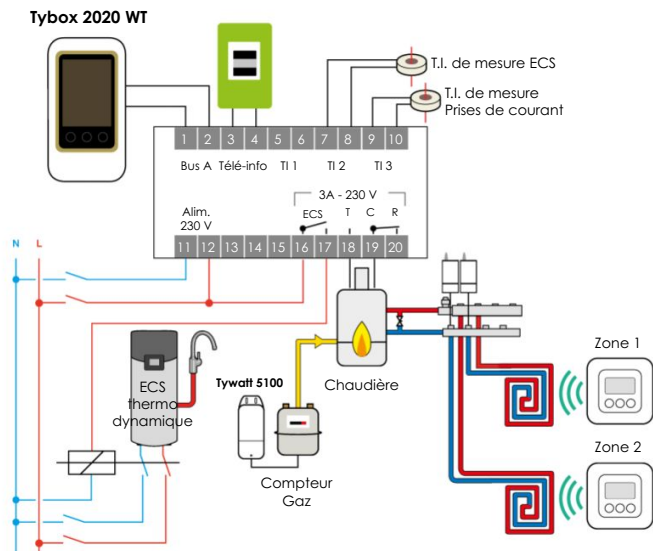 Tybox 2020 WT
T.I. de mesure ECS
T.I. de mesure
Prises de courant
1 2 3 4 5 6 7 8 9 10
Bus A Télé-info TI 1 TI 2 TI 3
3A - 230 V
Alim.
230 V
ECS T C R
11 12 13 14 15 16 17 18 19 20
N L
Zone 1
Chaudière
Tywatt 5100
ECS
thermo
dynamique
Zone 2
Compteur
Gaz